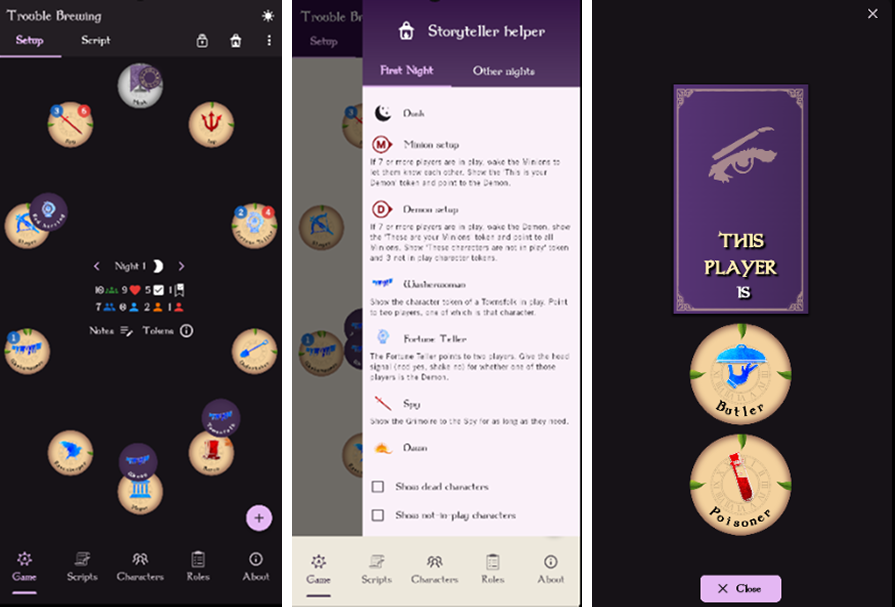 Trouble Brewing
Setup
Script
3
6
Spy
Imp
Slayer
2
4
Fortune Teller
Night 1
10 9 5 1
7 0 2 1
Notes
Tokens
1
Washerwoman
Undertaker
Ravenkeeper
Baron
Mayor
Game
Scripts
Characters
Roles
About
Trouble Br
Setup
3
1
Storyteller helper
First Night
Other nights
Dusk
M
Minion setup
If 7 or more players are in play, wake the Minions to
let them know each other. Show the 'This is your
Demon' token and point to the Demon.
D
Demon setup
If 7 or more players are in play, wake the Demon, show
the 'These are your Minions' token and point to all
Minions. Show 'These characters are not in play' token
and 3 not in play character tokens.
Washerwoman
Show the character token of a Townsfolk in play. Point
to two players, one of which is that character.
Fortune Teller
The Fortune Teller points to two players. Give the head
signal (nod yes, shake no) for whether one of those
players is the Demon.
Spy
Show the Grimoire to the Spy for as long as they need.
Dawn
Show dead characters
Show not-in-play characters
Game
Scripts
Characters
Roles
About
THIS
PLAYER
IS
Butler
Poisoner
Close